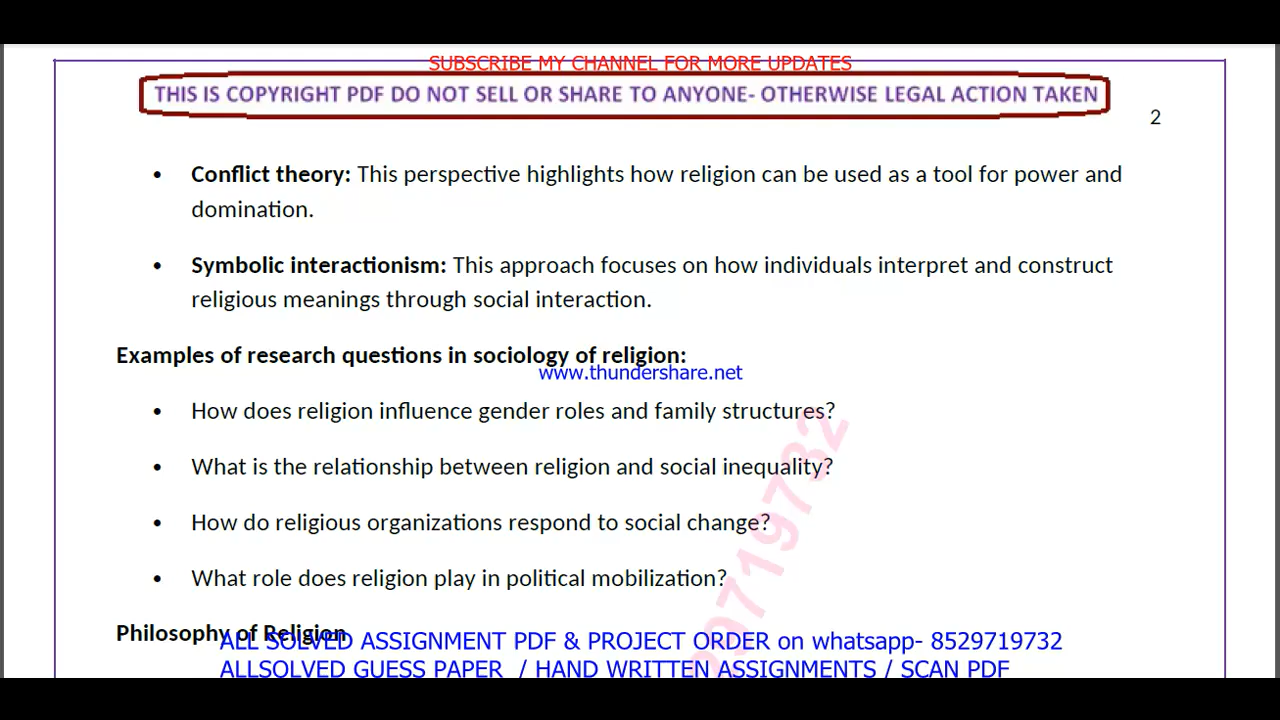 SUBSCRIBE MY CHANNEL FOR MORE UPDATES
THIS IS COPYRIGHT PDF DO NOT SELL OR SHARE TO ANYONE- OTHERWISE LEGAL ACTION TAKEN
2
• Conflict theory: This perspective highlights how religion can be used as a tool for power and
domination.
• Symbolic interactionism: This approach focuses on how individuals interpret and construct
religious meanings through social interaction.
Examples of research questions in sociology of religion:
www.thundershare.net
• How does religion influence gender roles and family structures?
• What is the relationship between religion and social inequality?
• How do religious organizations respond to social change?
• What role does religion play in political mobilization?
Philosophy of Religion
ALL SOLVED ASSIGNMENT PDF & PROJECT ORDER on whatsapp- 8529719732
ALLSOLVED GUESS PAPER / HAND WRITTEN ASSIGNMENTS / SCAN PDF